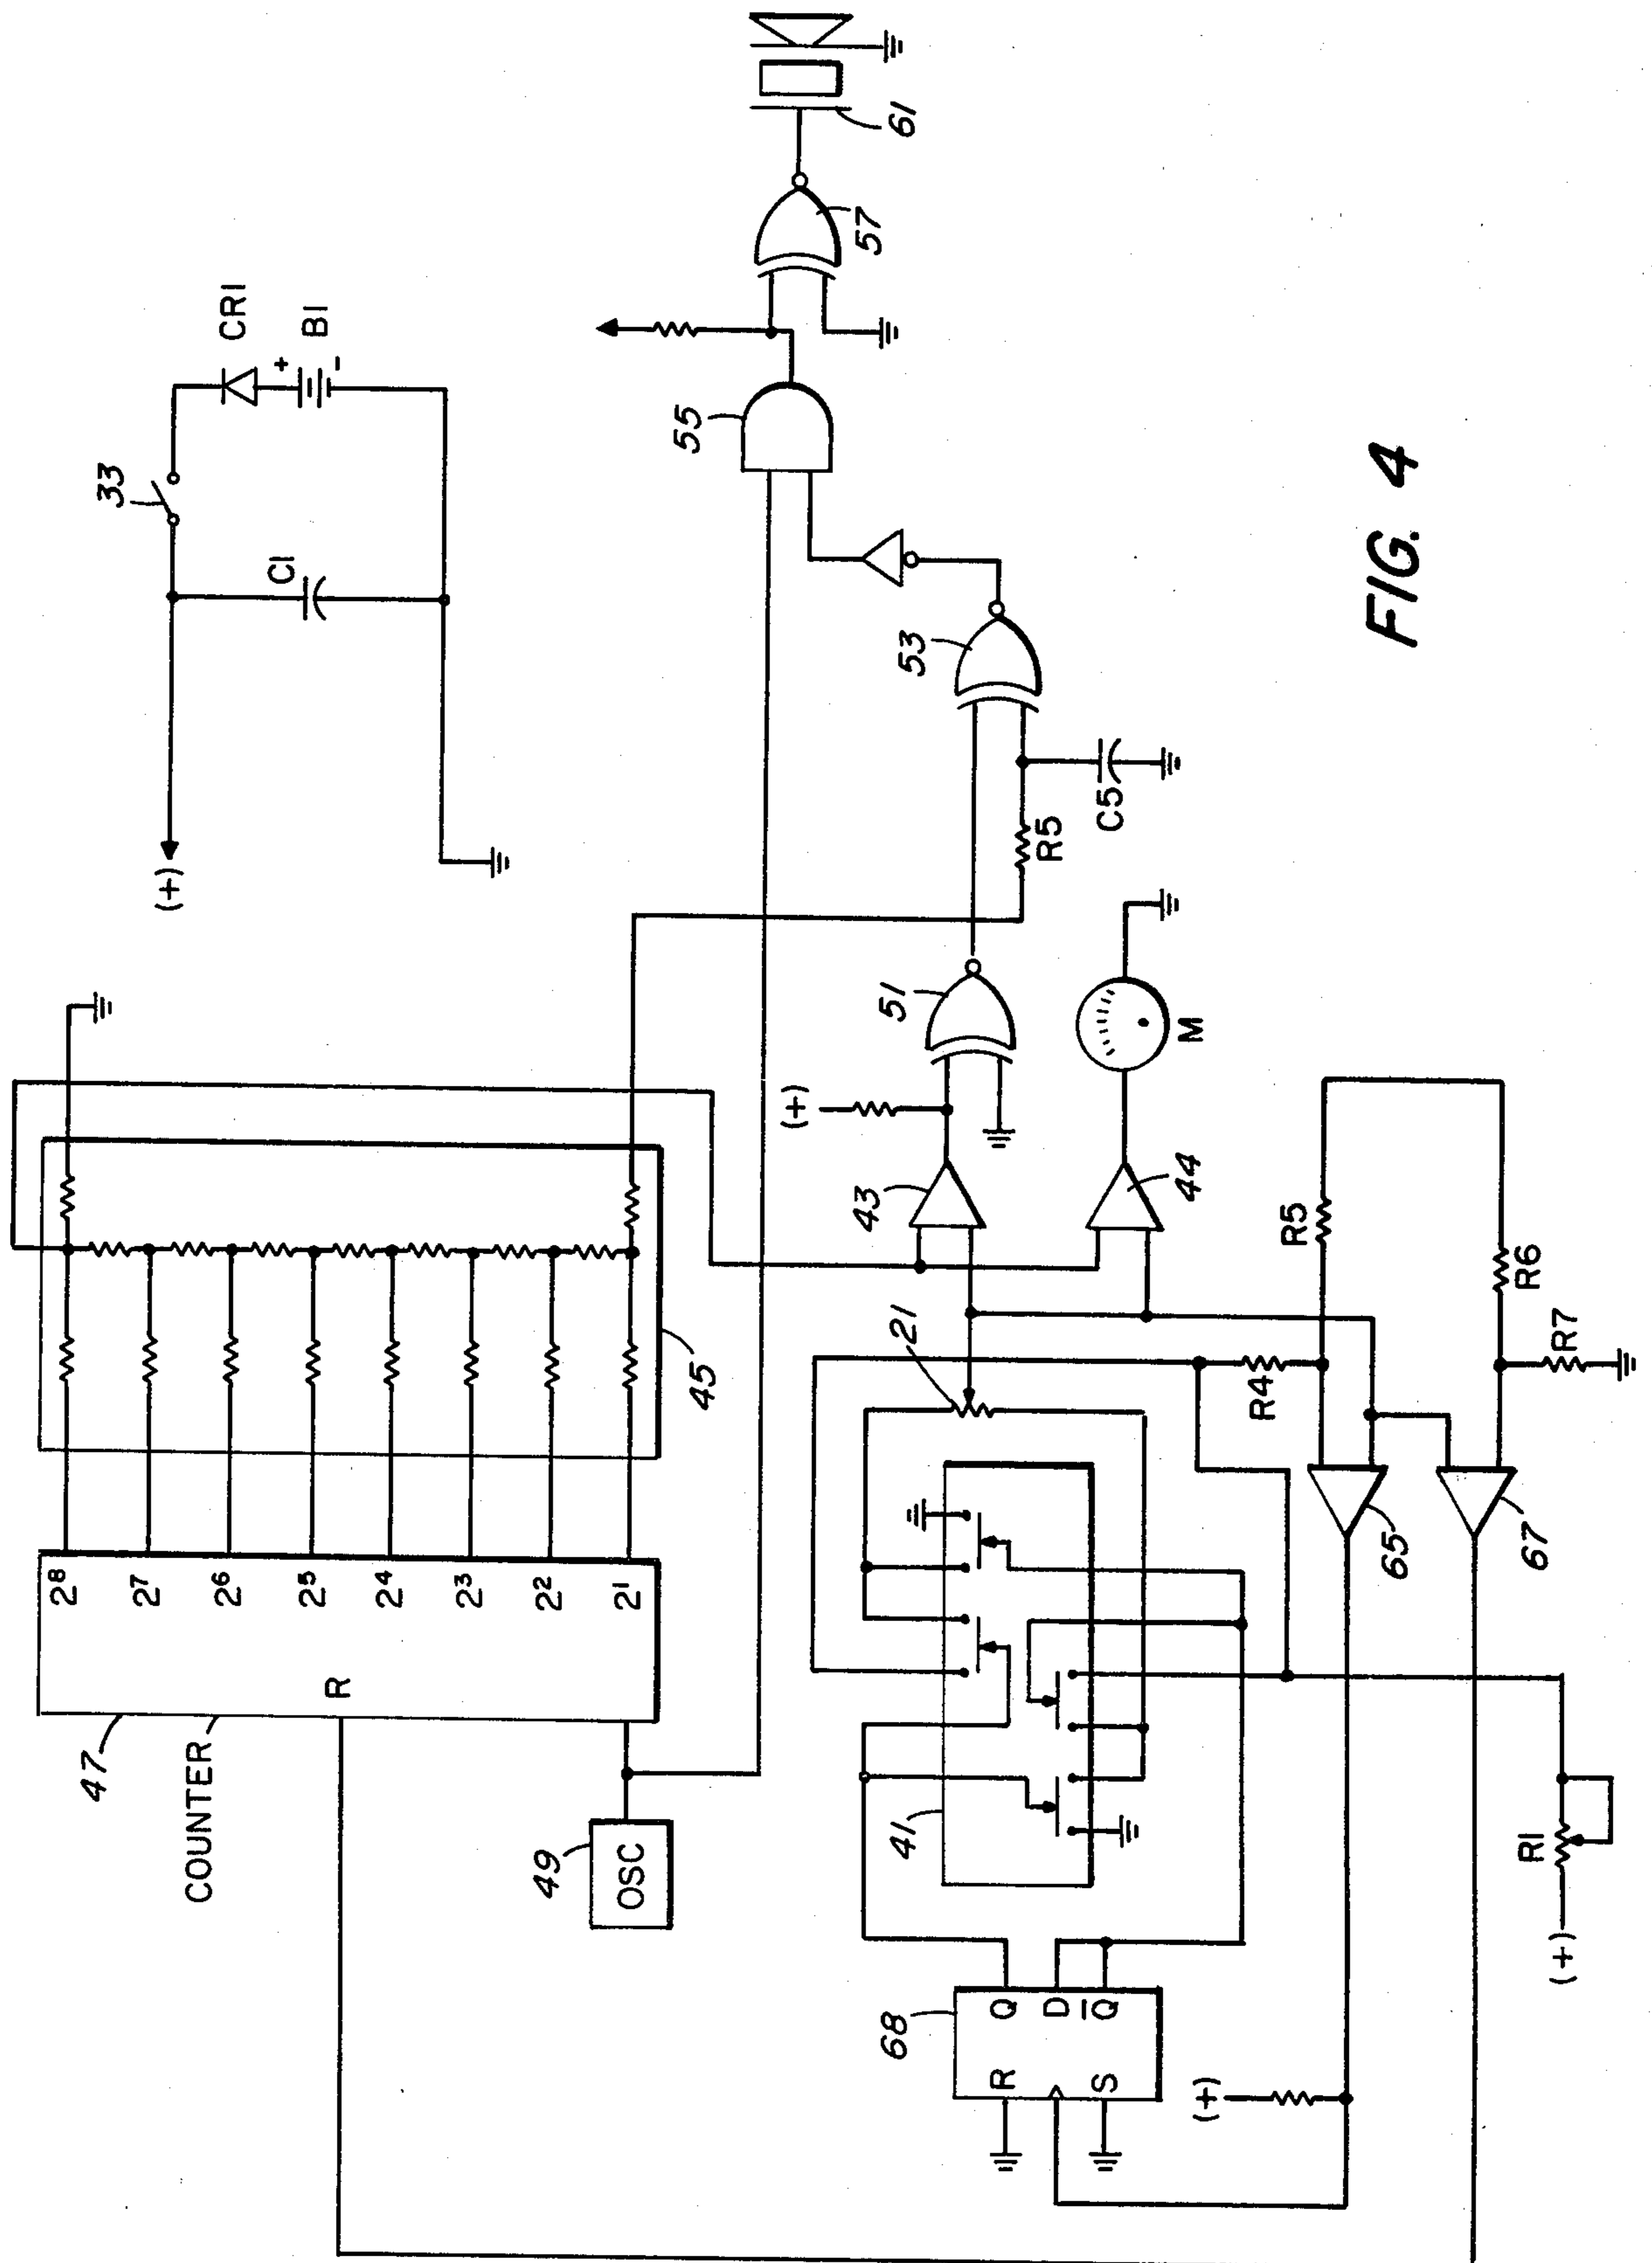 33
CR1
+
B1
-
C1
(+)
61
57
55
53
2⁸
2⁷
2⁶
2⁵
2⁴
2³
2²
2¹
R
47
COUNTER
49
OSC
45
(+)
51
43
44
M
R5
C5
21
R4
R5
R6
R7
41
65
67
68
Q
D
Q̅
R
S
(+)
R1
(+)
FIG. 4